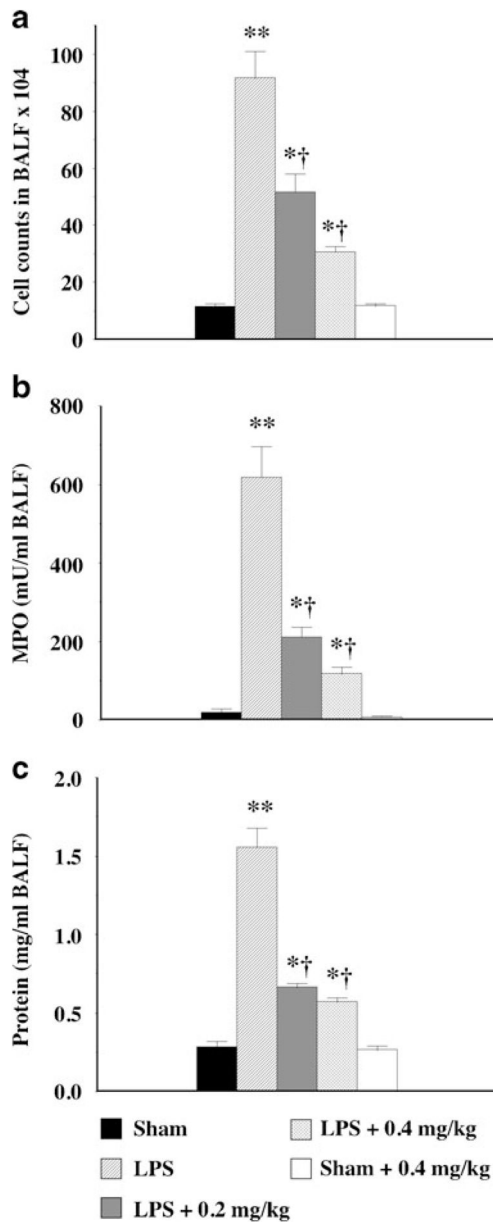 a
Cell counts in BALF x 104
100
80
60
40
20
0
**
*†
*†
b
MPO (mU/ml BALF)
800
600
400
200
0
**
*†
*†
c
Protein (mg/ml BALF)
2.0
1.5
1.0
0.5
0.0
**
*†
*†
Sham
LPS
LPS + 0.2 mg/kg
LPS + 0.4 mg/kg
Sham + 0.4 mg/kg